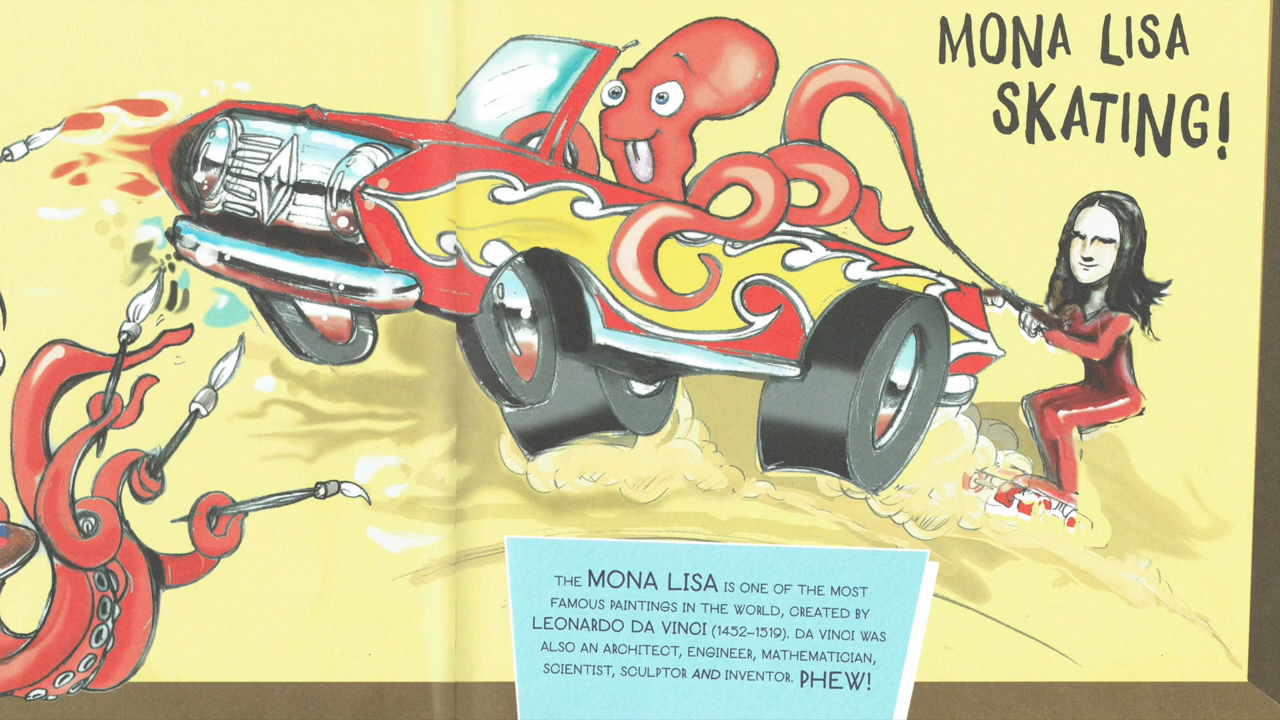 MONA LISA
SKATING!
THE MONA LISA IS ONE OF THE MOST
FAMOUS PAINTINGS IN THE WORLD, CREATED BY
LEONARDO DA VINCI (1452–1519). DA VINCI WAS
ALSO AN ARCHITECT, ENGINEER, MATHEMATICIAN,
SCIENTIST, SCULPTOR AND INVENTOR. PHEW!